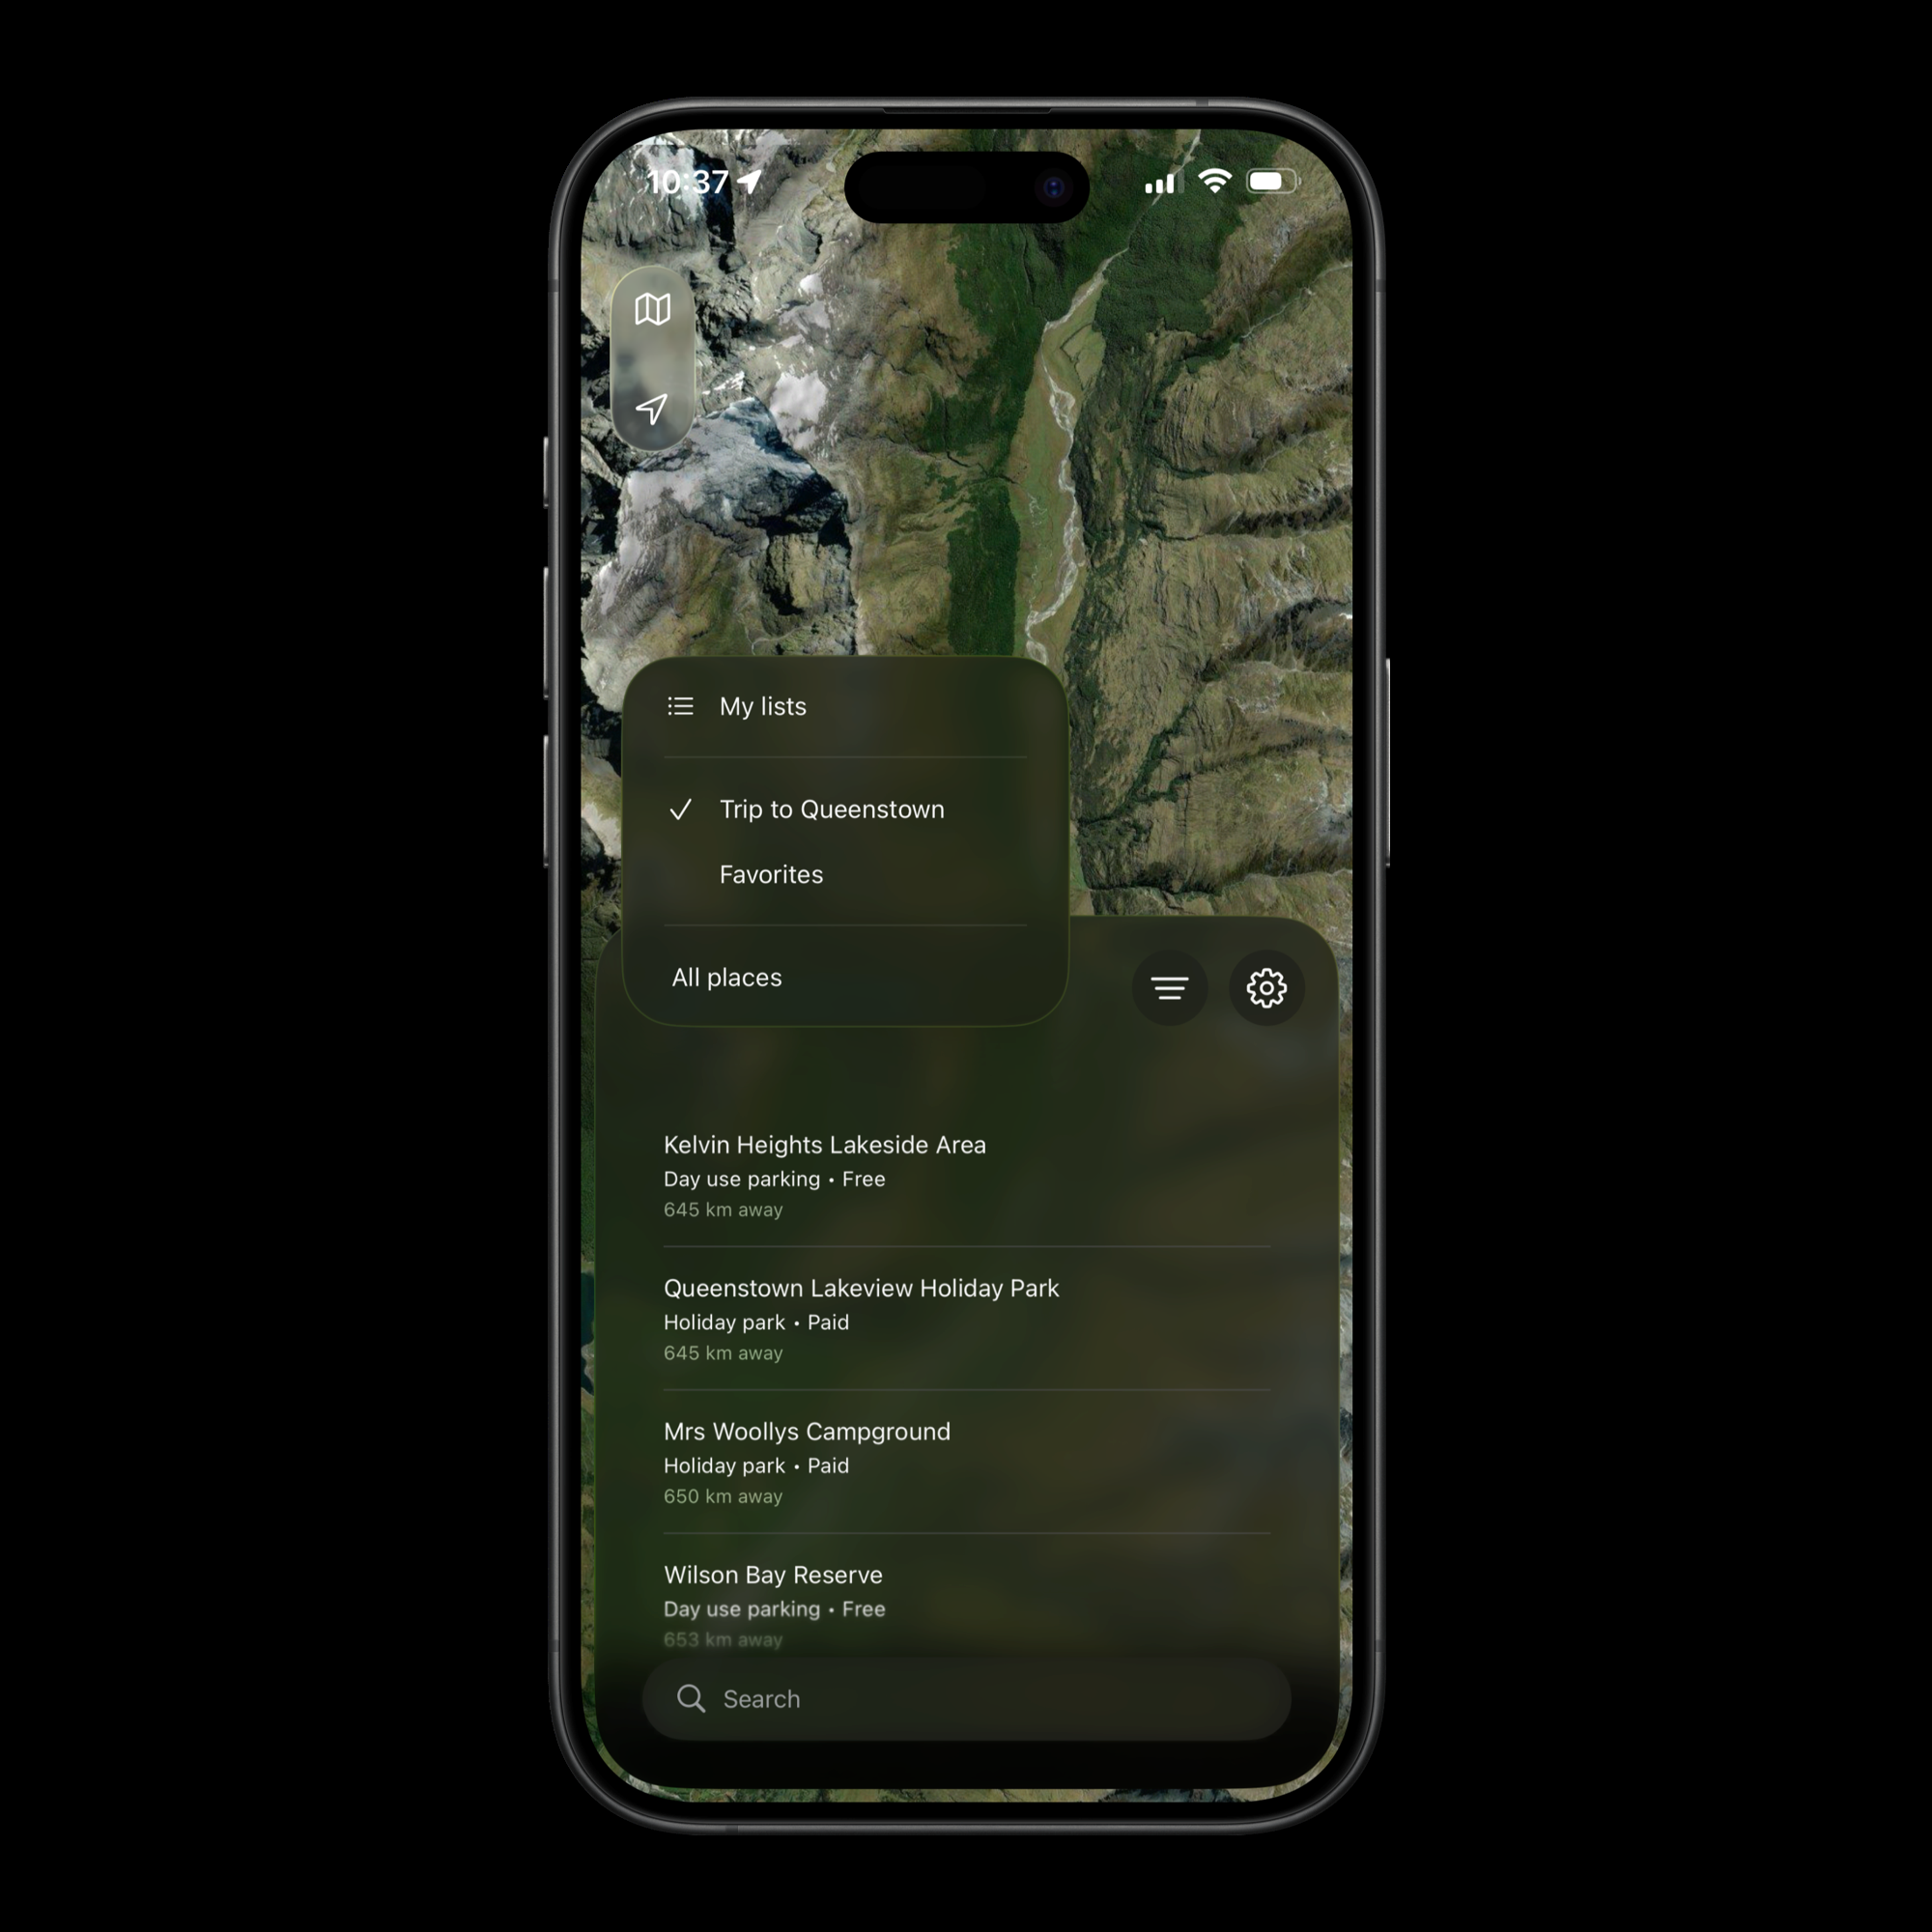 10:37
My lists
Trip to Queenstown
Favorites
All places
Kelvin Heights Lakeside Area
Day use parking • Free
645 km away
Queenstown Lakeview Holiday Park
Holiday park • Paid
645 km away
Mrs Woollys Campground
Holiday park • Paid
650 km away
Wilson Bay Reserve
Day use parking • Free
653 km away
Search